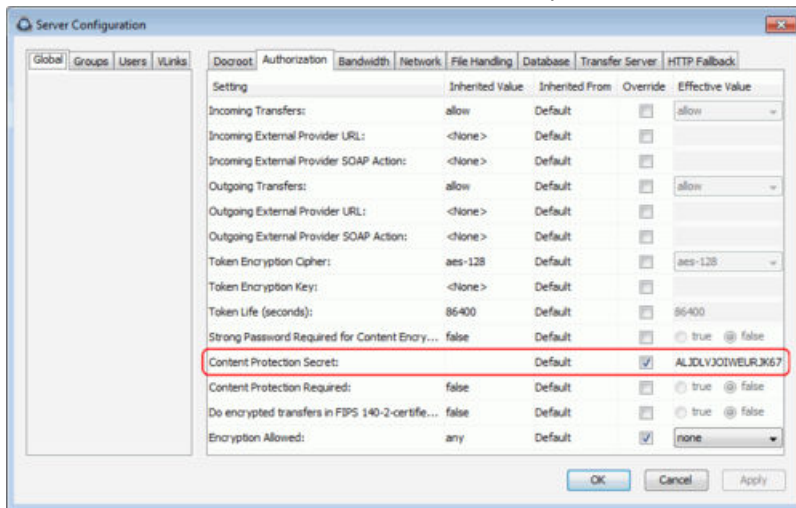 Server Configuration
Global Groups Users VLinks
Docroot Authorization Bandwidth Network File Handling Database Transfer Server HTTP Fallback
Setting Inherited Value Inherited From Override Effective Value
Incoming Transfers: allow Default allow
Incoming External Provider URL: <None> Default
Incoming External Provider SOAP Action: <None> Default
Outgoing Transfers: allow Default allow
Outgoing External Provider URL: <None> Default
Outgoing External Provider SOAP Action: <None> Default
Token Encryption Cipher: aes-128 Default aes-128
Token Encryption Key: <None> Default
Token Life (seconds): 86400 Default 86400
Strong Password Required for Content Encry... false Default true false
Content Protection Secret: Default ALJDLVJOIWEURJK67
Content Protection Required: false Default true false
Do encrypted transfers in FIPS 140-2-certifie... false Default true false
Encryption Allowed: any Default none
OK Cancel Apply